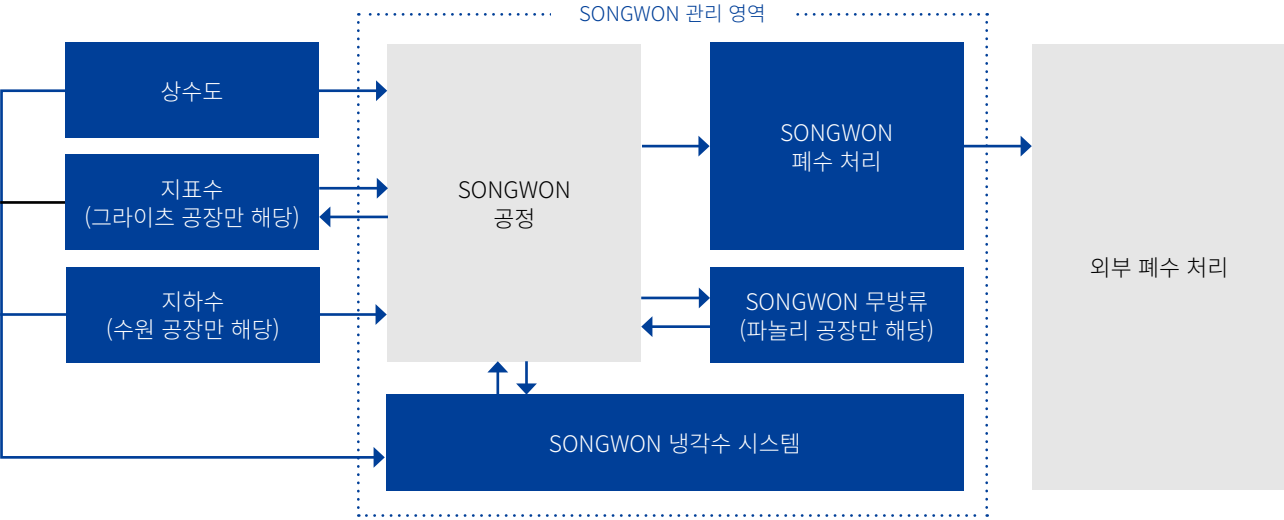 SONGWON 관리 영역
상수도
지표수
(그라이츠 공장만 해당)
지하수
(수원 공장만 해당)
SONGWON
공정
SONGWON
폐수 처리
SONGWON 무방류
(파놀리 공장만 해당)
SONGWON 냉각수 시스템
외부 폐수 처리